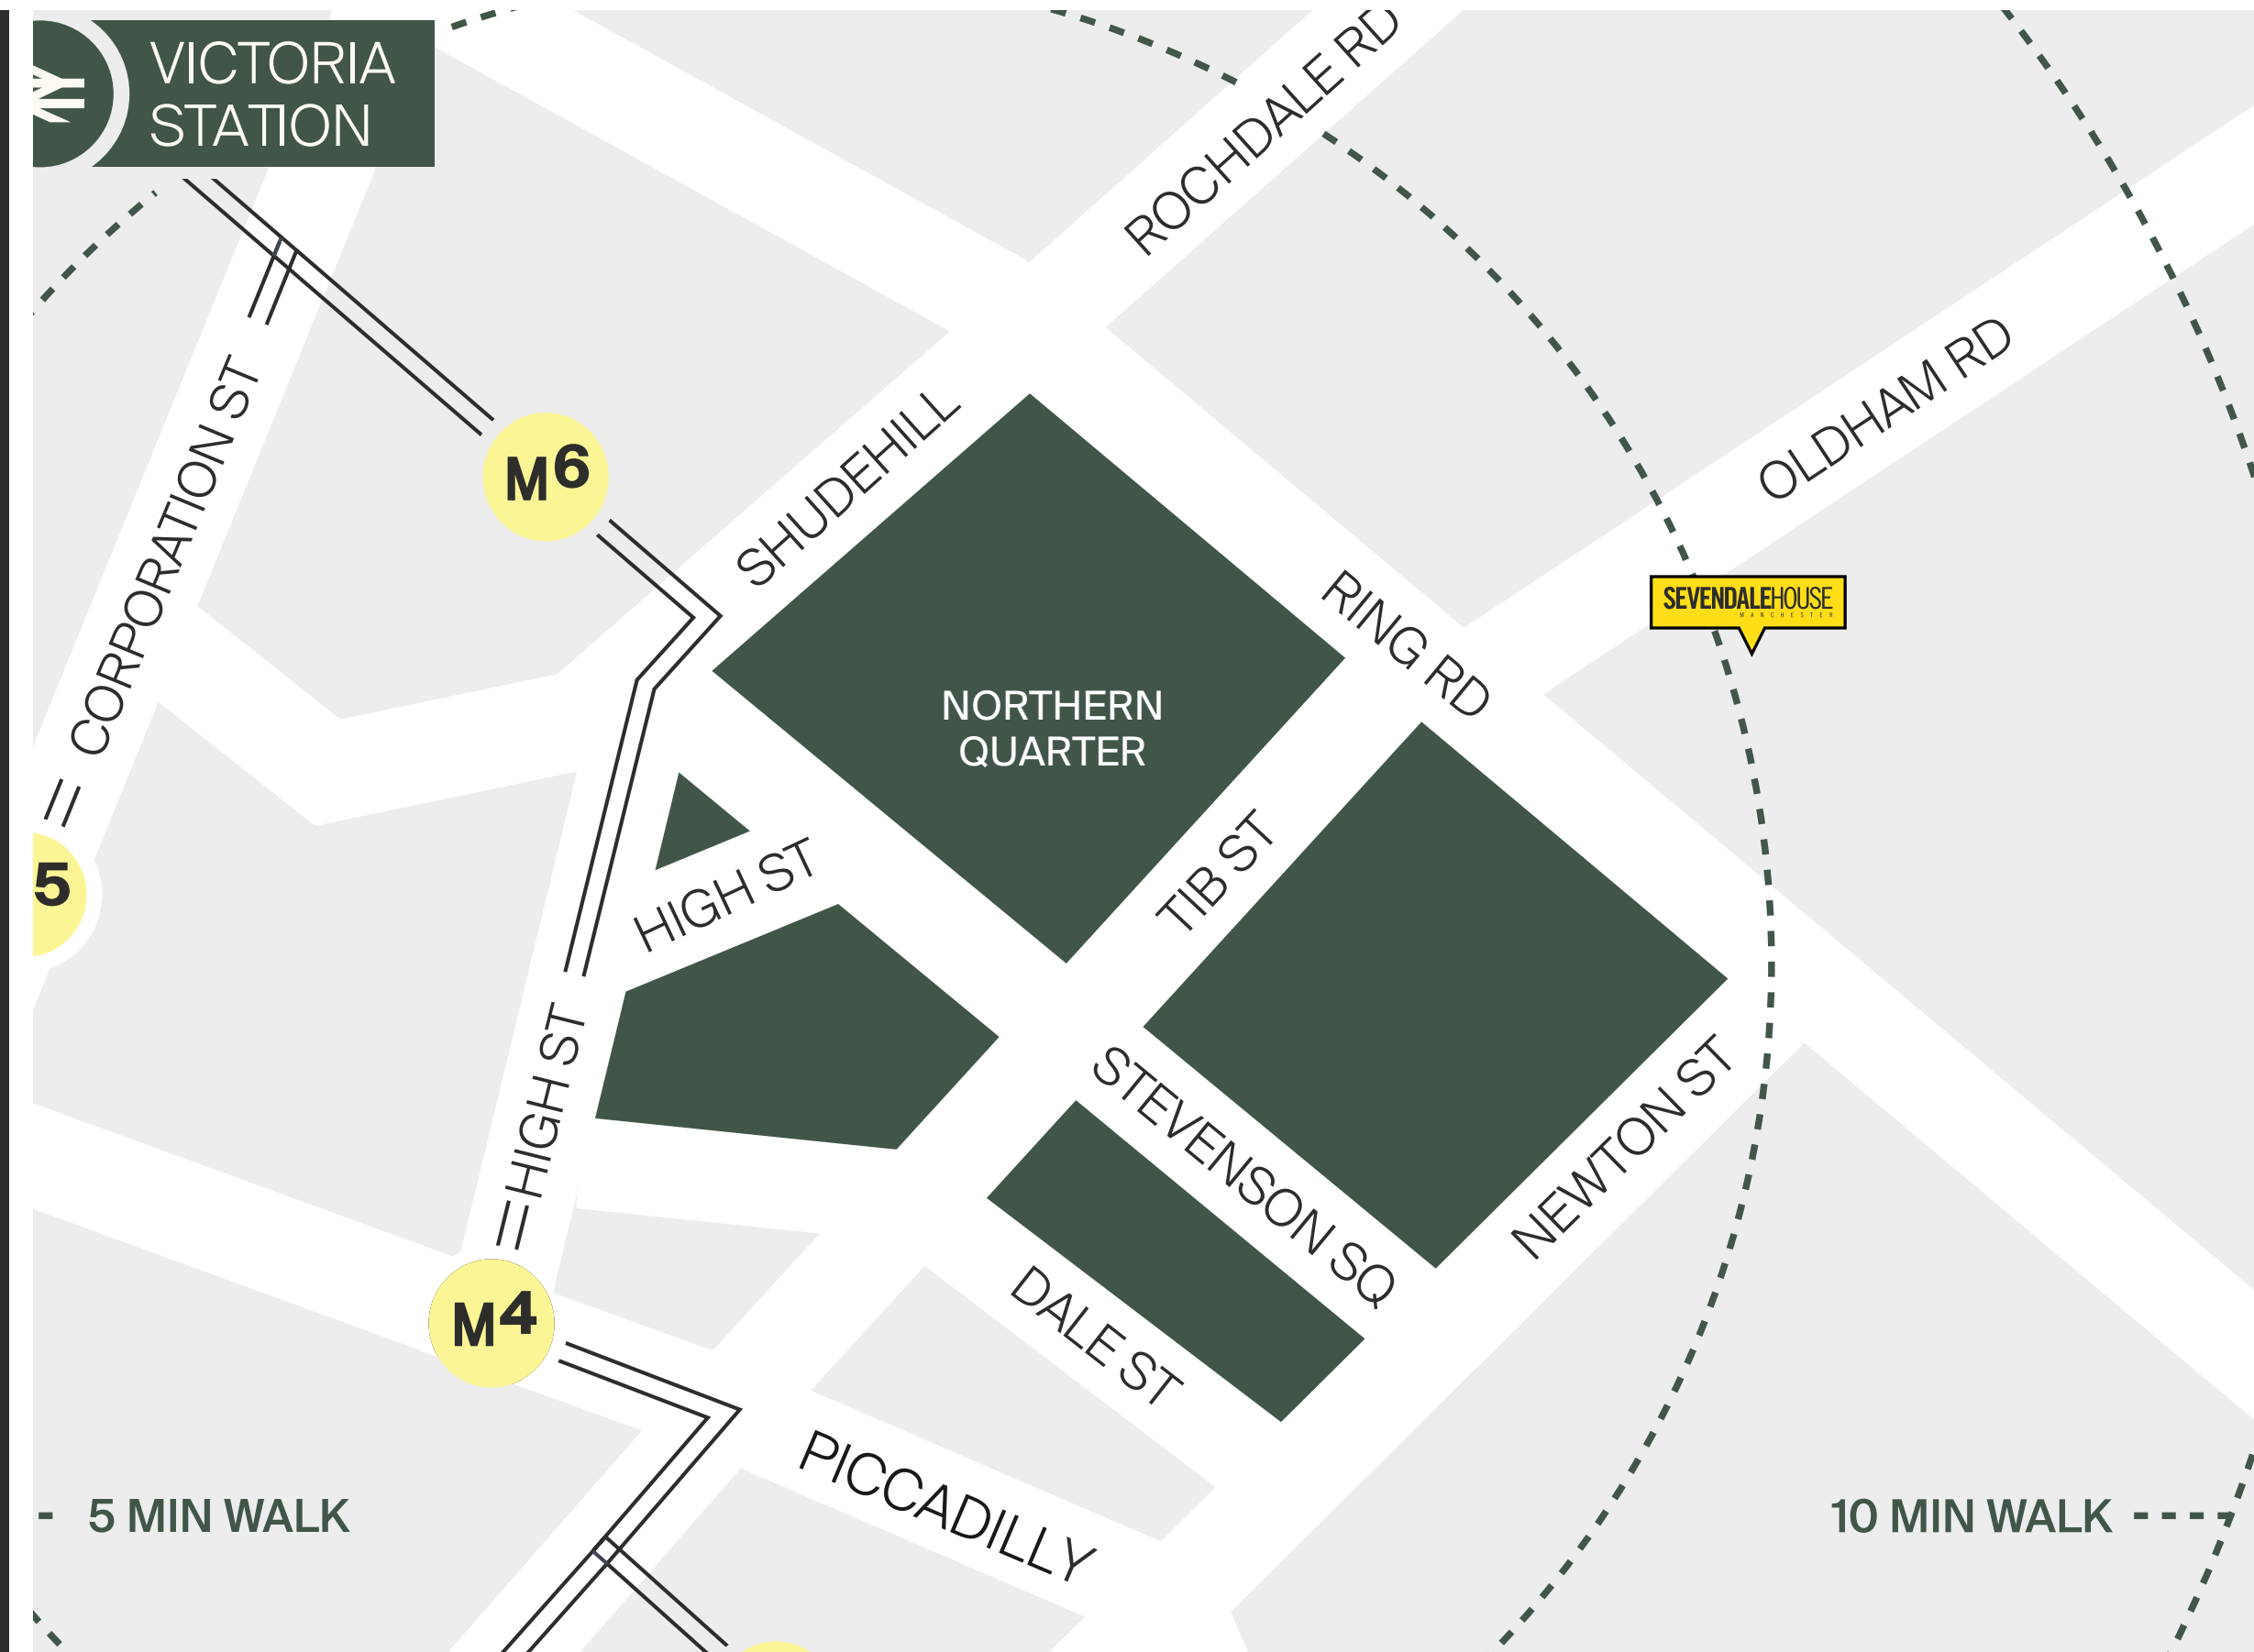 VICTORIA
STATION
ROCHDALE RD
OLDHAM RD
CORPORATION ST
M6
SHUDEHILL
RING RD
SEVENDALEHOUSE
MANCHESTER
NORTHERN
QUARTER
TIB ST
HIGH ST
5
HIGH ST
STEVENSON SQ
NEWTON ST
M4
DALE ST
PICCADILLY
5 MIN WALK
10 MIN WALK